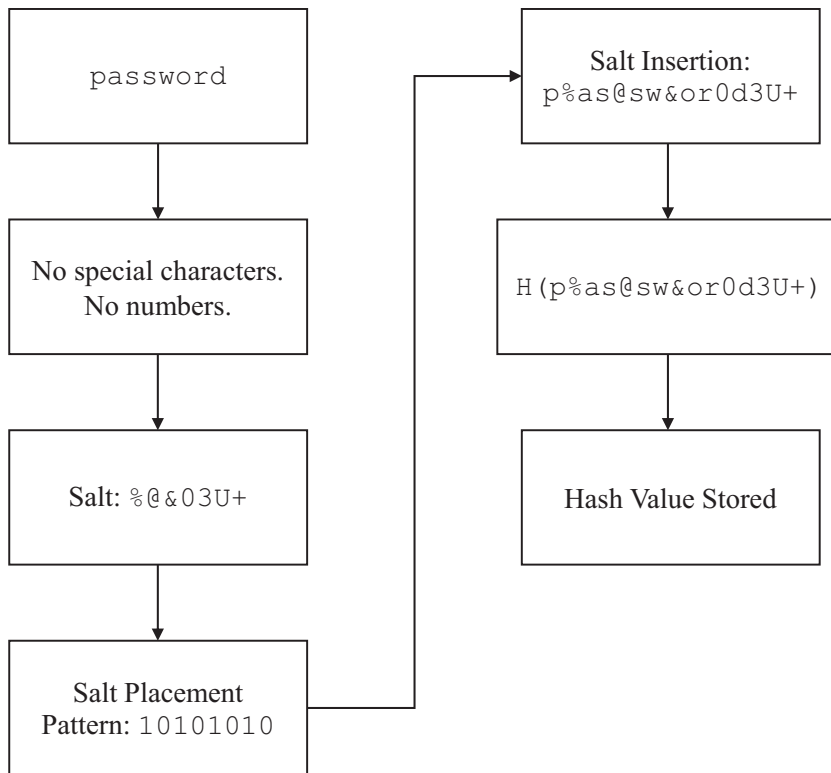 password
No special characters.
No numbers.
Salt: %@&03U+
Salt Placement
Pattern: 10101010
Salt Insertion:
p%as@sw&or0d3U+
H(p%as@sw&or0d3U+)
Hash Value Stored